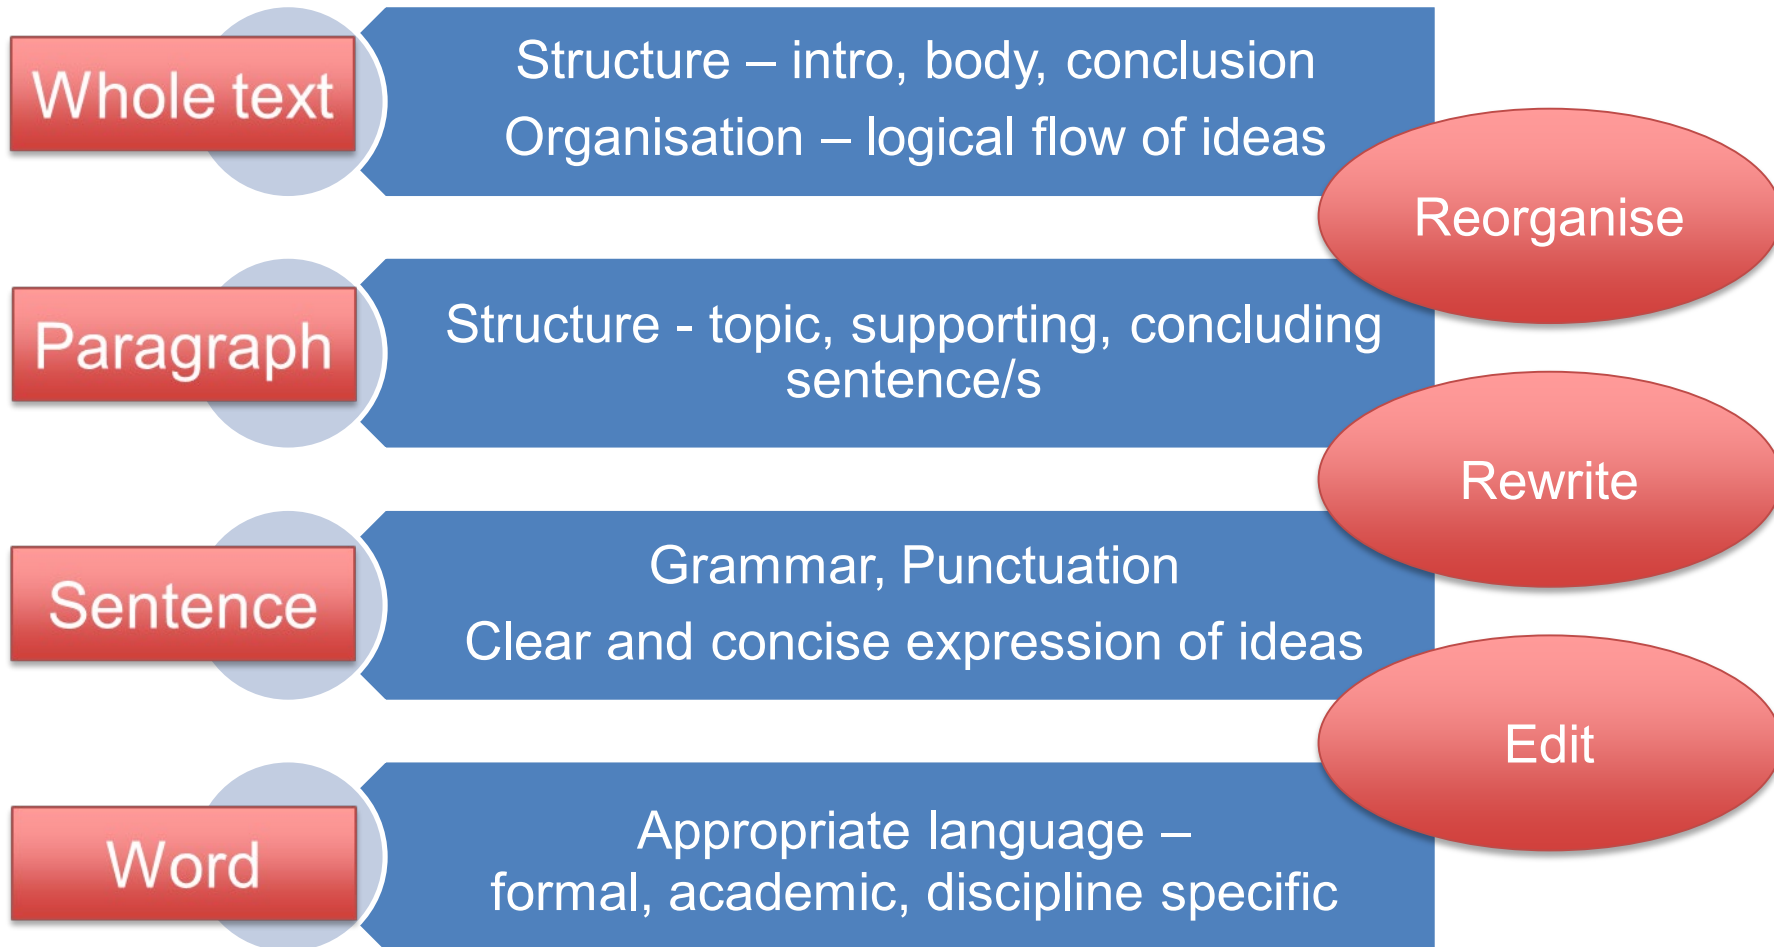 Whole text
Structure – intro, body, conclusion
Organisation – logical flow of ideas
Reorganise
Paragraph
Structure - topic, supporting, concluding
sentence/s
Rewrite
Sentence
Grammar, Punctuation
Clear and concise expression of ideas
Edit
Word
Appropriate language –
formal, academic, discipline specific